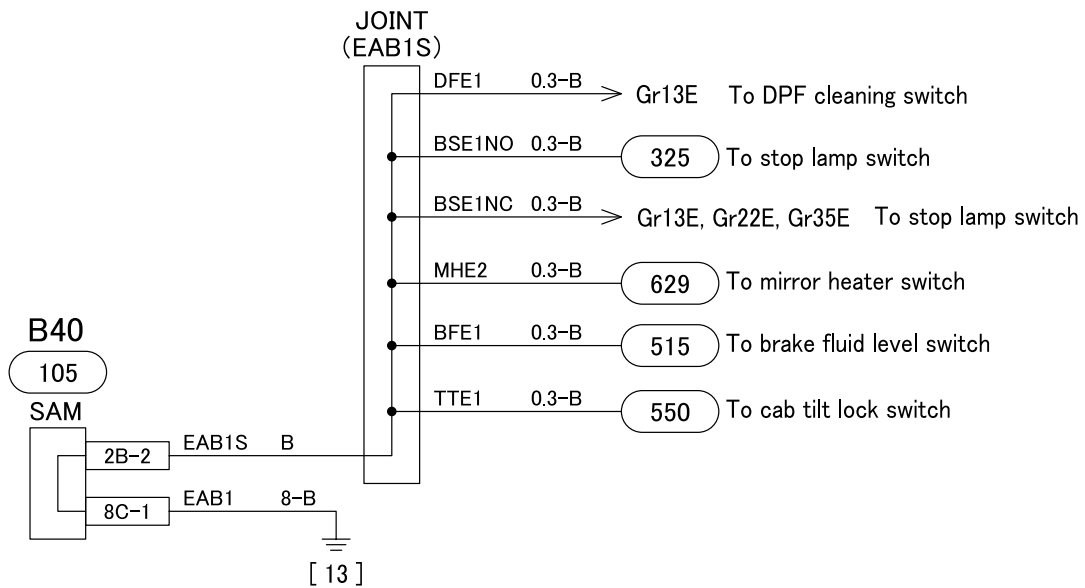 JOINT
(EAB1S)
DFE1 0.3-B Gr13E To DPF cleaning switch
BSE1NO 0.3-B 325 To stop lamp switch
BSE1NC 0.3-B Gr13E, Gr22E, Gr35E To stop lamp switch
MHE2 0.3-B 629 To mirror heater switch
BFE1 0.3-B 515 To brake fluid level switch
TTE1 0.3-B 550 To cab tilt lock switch
B40
105
SAM
2B-2 EAB1S B
8C-1 EAB1 8-B
[ 13 ]